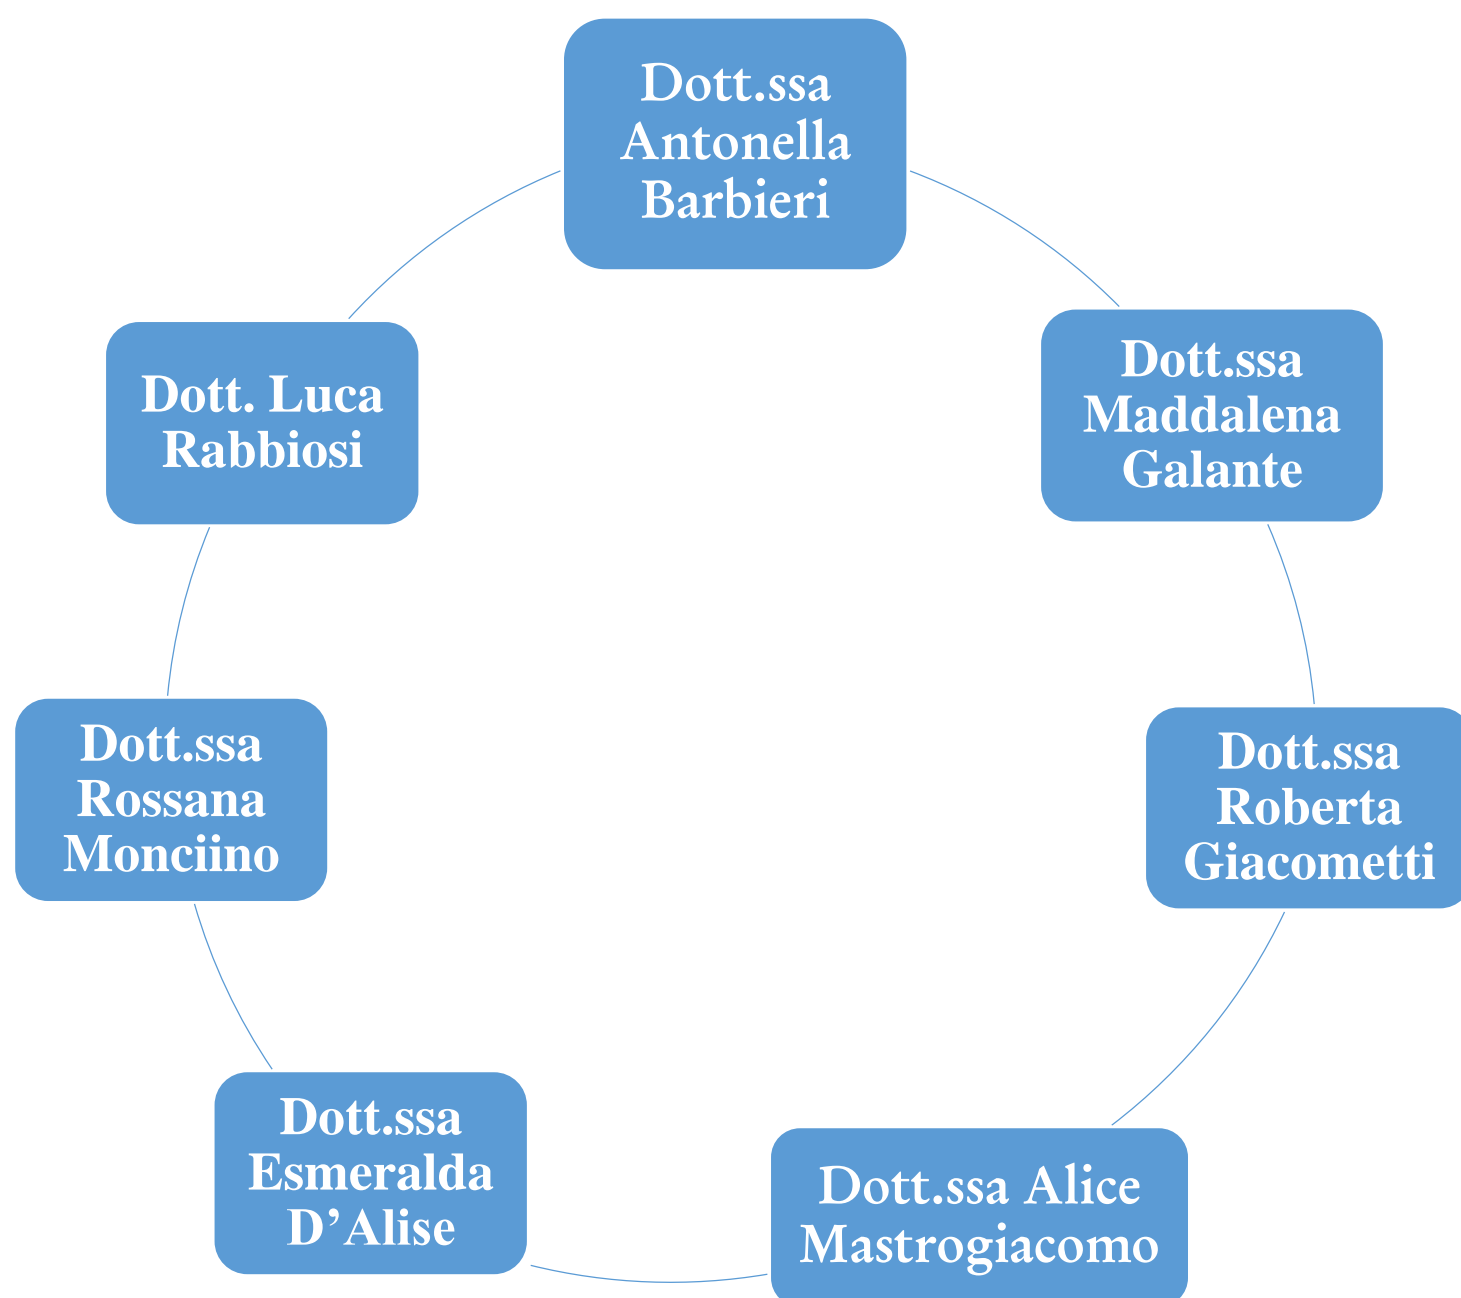 Dott.ssa
Antonella
Barbieri
Dott.ssa
Maddalena
Galante
Dott.ssa
Roberta
Giacometti
Dott.ssa Alice
Mastrogiacomo
Dott.ssa
Esmeralda
D’Alise
Dott.ssa
Rossana
Monciino
Dott. Luca
Rabbiosi